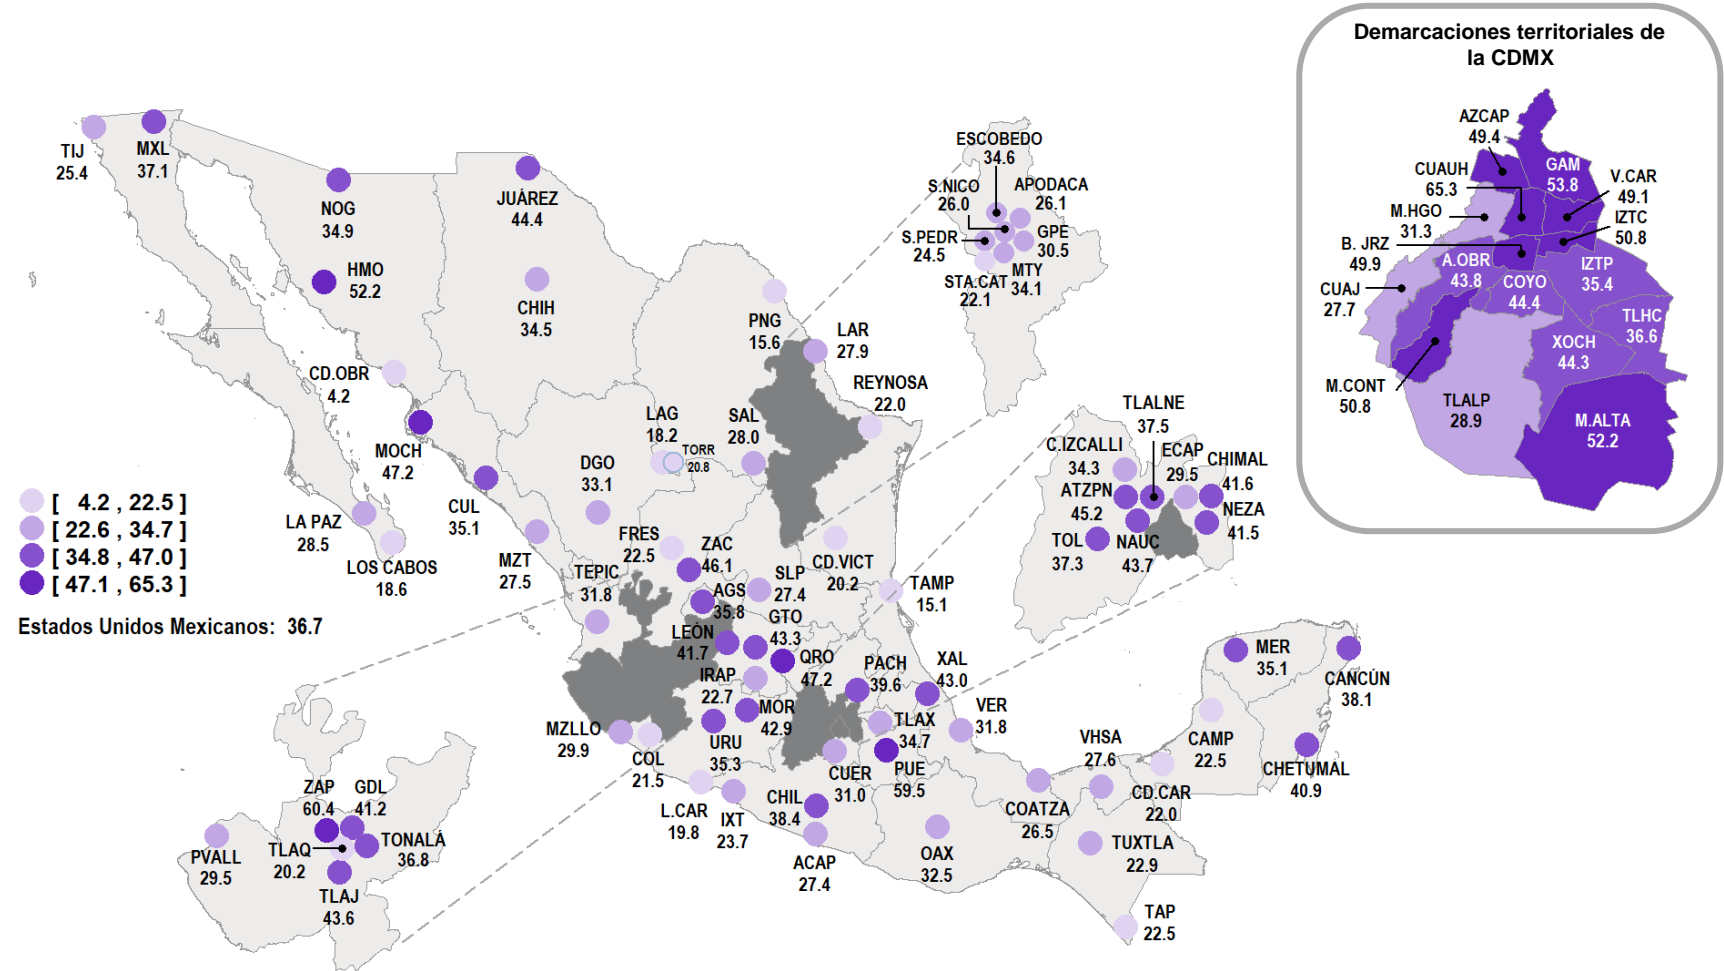 Demarcaciones territoriales de
la CDMX
AZCAP
49.4
GAM
53.8
CUAUH
65.3
V.CAR
49.1
M.HGO
31.3
IZTC
50.8
B. JRZ
49.9
A.OBR
43.8
IZTP
35.4
CUAJ
27.7
COYO
44.4
TLHC
36.6
XOCH
44.3
M.CONT
50.8
TLALP
28.9
M.ALTA
52.2
TIJ
25.4
MXL
37.1
NOG
34.9
JUÁREZ
44.4
HMO
52.2
CHIH
34.5
CD.OBR
4.2
MOCH
47.2
CUL
35.1
LA PAZ
28.5
LOS CABOS
18.6
MZT
27.5
DGO
33.1
LAG
18.2
TORR
20.8
SAL
28.0
PNG
15.6
LAR
27.9
REYNOSA
22.0
ESCOBEDO
34.6
S.NICO
26.0
APODACA
26.1
S.PEDR
24.5
GPE
30.5
STA.CAT
22.1
MTY
34.1
TLALNE
37.5
C.IZCALLI
34.3
ECAP
29.5
CHIMAL
41.6
ATZPN
45.2
NEZA
41.5
TOL
37.3
NAUC
43.7
FRES
22.5
ZAC
46.1
TEPIC
31.8
AGS
35.8
SLP
27.4
CD.VICT
20.2
TAMP
15.1
LEÓN
41.7
GTO
43.3
QRO
47.2
IRAP
22.7
PACH
39.6
XAL
43.0
MOR
42.9
MZLLO
29.9
COL
21.5
URU
35.3
TLAX
34.7
VER
31.8
CUER
31.0
PUE
59.5
L.CAR
19.8
IXT
23.7
CHIL
38.4
ACAP
27.4
OAX
32.5
COATZA
26.5
VHSA
27.6
CD.CAR
22.0
CAMP
22.5
MER
35.1
CANCÚN
38.1
CHETUMAL
40.9
TUXTLA
22.9
TAP
22.5
ZAP
60.4
GDL
41.2
TONALÁ
36.8
TLAQ
20.2
TLAJ
43.6
PVALL
29.5
[ 4.2 , 22.5 ]
[ 22.6 , 34.7 ]
[ 34.8 , 47.0 ]
[ 47.1 , 65.3 ]
Estados Unidos Mexicanos: 36.7